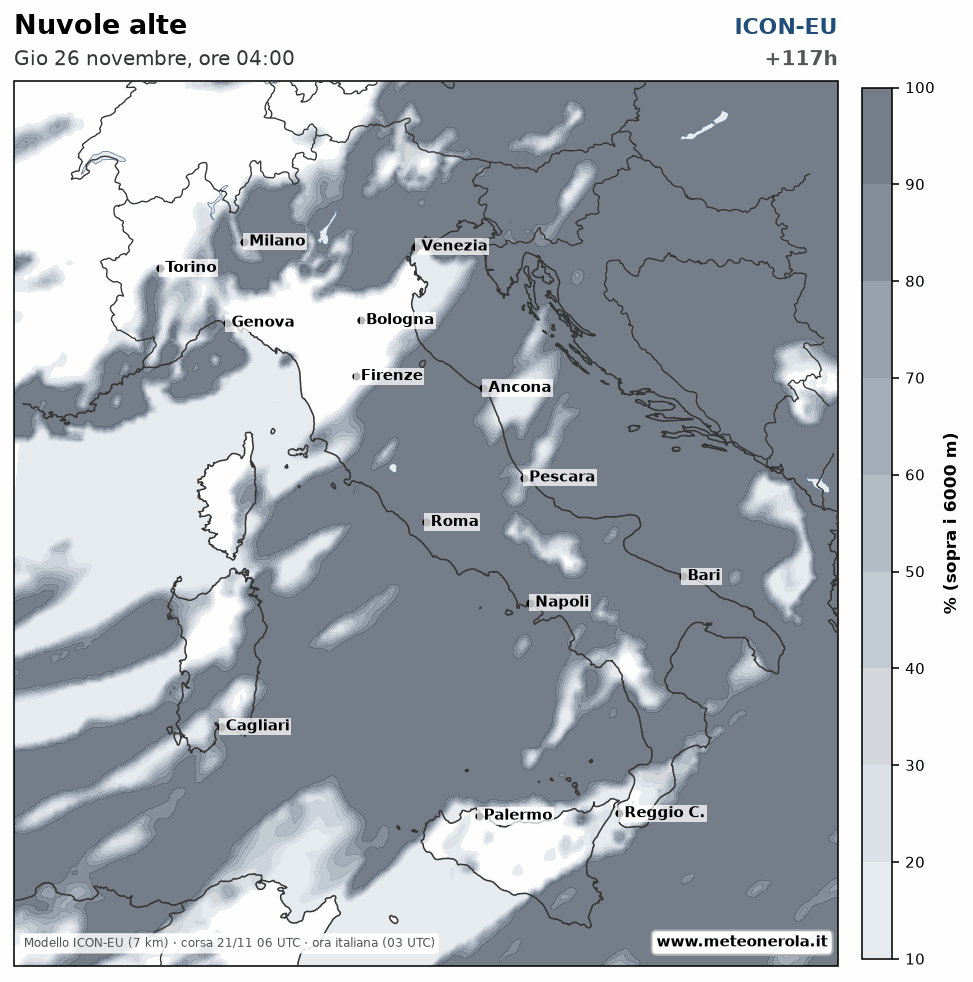 Nuvole alte
ICON-EU
Gio 26 novembre, ore 04:00
+117h
100
90
80
70
60
50
40
30
20
10
% (sopra i 6000 m)
Milano
Venezia
Torino
Genova
Bologna
Firenze
Ancona
Pescara
Roma
Bari
Napoli
Cagliari
Palermo
Reggio C.
Modello ICON-EU (7 km) · corsa 21/11 06 UTC · ora italiana (03 UTC)
www.meteonerola.it